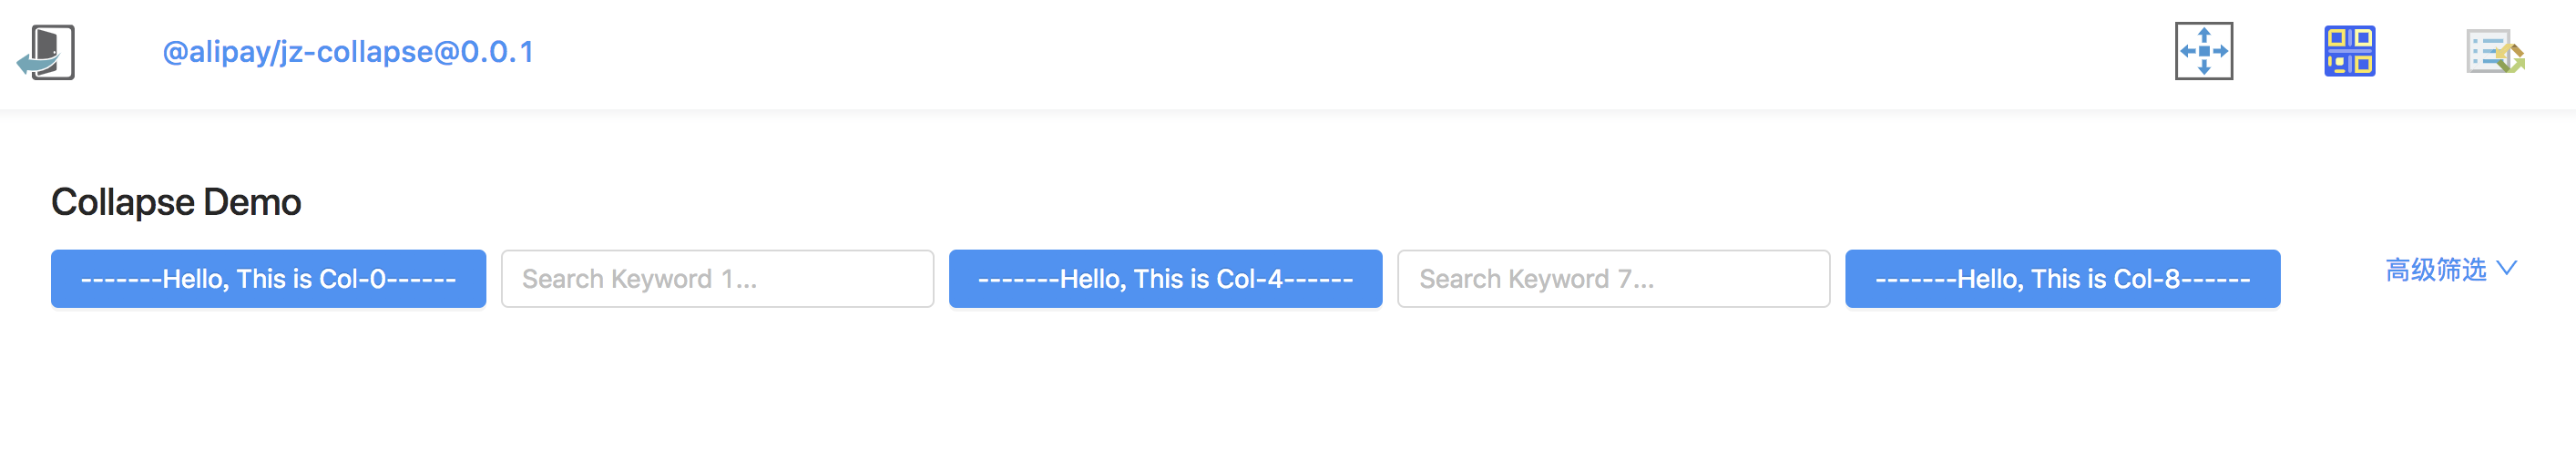 @alipay/jz-collapse@0.0.1
Collapse Demo
-------Hello, This is Col-0------ Search Keyword 1... -------Hello, This is Col-4------ Search Keyword 7... -------Hello, This is Col-8------ 高级筛选